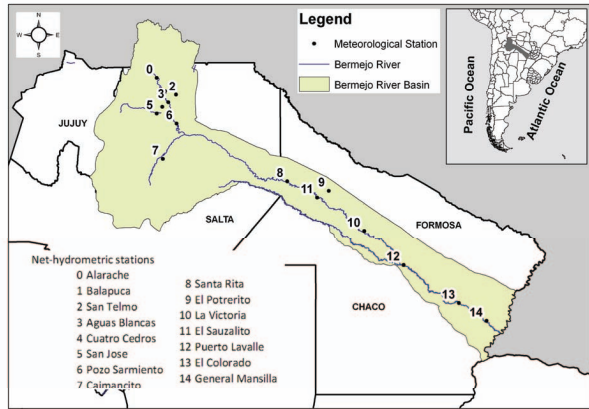 N
W E
S
Legend
Meteorological Station
Bermejo River
Bermejo River Basin
Pacific Ocean
Atlantic Ocean
0
2
3
5
6
7
JUJUY
8
9
11
10
SALTA
FORMOSA
12
CHACO
13
14
Net-hydrometric stations
0 Alarache
1 Balapuca
2 San Telmo
3 Aguas Blancas
4 Cuatro Cedros
5 San Jose
6 Pozo Sarmiento
7 Caimancito
8 Santa Rita
9 El Potrerito
10 La Victoria
11 El Sauzalito
12 Puerto Lavalle
13 El Colorado
14 General Mansilla